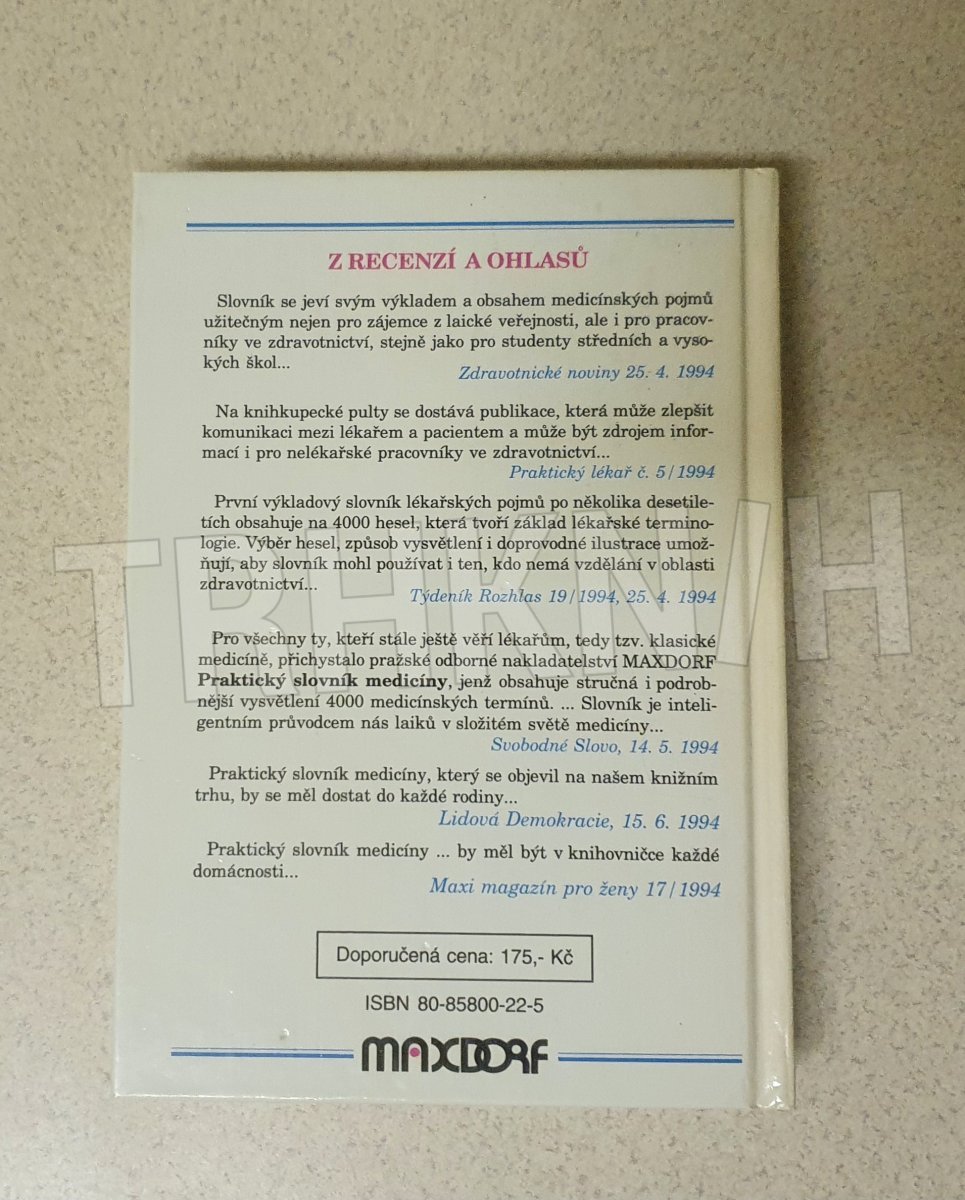 Z RECENZÍ A OHLASŮ
Slovník se jeví svým výkladem a obsahem medicínských pojmů
užitečným nejen pro zájemce z laické veřejnosti, ale i pro pracov-
níky ve zdravotnictví, stejně jako pro studenty středních a vyso-
kých škol...
Zdravotnické noviny 25. 4. 1994
Na knihkupecké pulty se dostává publikace, která může zlepšit
komunikaci mezi lékařem a pacientem a může být zdrojem infor-
mací i pro nelékařské pracovníky ve zdravotnictví...
Praktický lékař č. 5/1994
První výkladový slovník lékařských pojmů po několika desetile-
tích obsahuje na 4000 hesel, která tvoří základ lékařské termino-
logie. Výběr hesel, způsob vysvětlení i doprovodné ilustrace umož-
ňují, aby slovník mohl používat i ten, kdo nemá vzdělání v oblasti
zdravotnictví...
Týdeník Rozhlas 19/1994, 25. 4. 1994
Pro všechny ty, kteří stále ještě věří lékařům, tedy tzv. klasické
medicíně, přichystalo pražské odborné nakladatelství MAXDORF
Praktický slovník medicíny, jenž obsahuje stručná i podrob-
nější vysvětlení 4000 medicínských termínů. ... Slovník je inteli-
gentním průvodcem nás laiků v složitém světě medicíny...
Svobodné Slovo, 14. 5. 1994
Praktický slovník medicíny, který se objevil na našem knižním
trhu, by se měl dostat do každé rodiny...
Lidová Demokracie, 15. 6. 1994
Praktický slovník medicíny ... by měl být v knihovničce každé
domácnosti...
Maxi magazín pro ženy 17/1994
Doporučená cena: 175,- Kč
ISBN 80-85800-22-5
MAXDORF
TRHKNIH